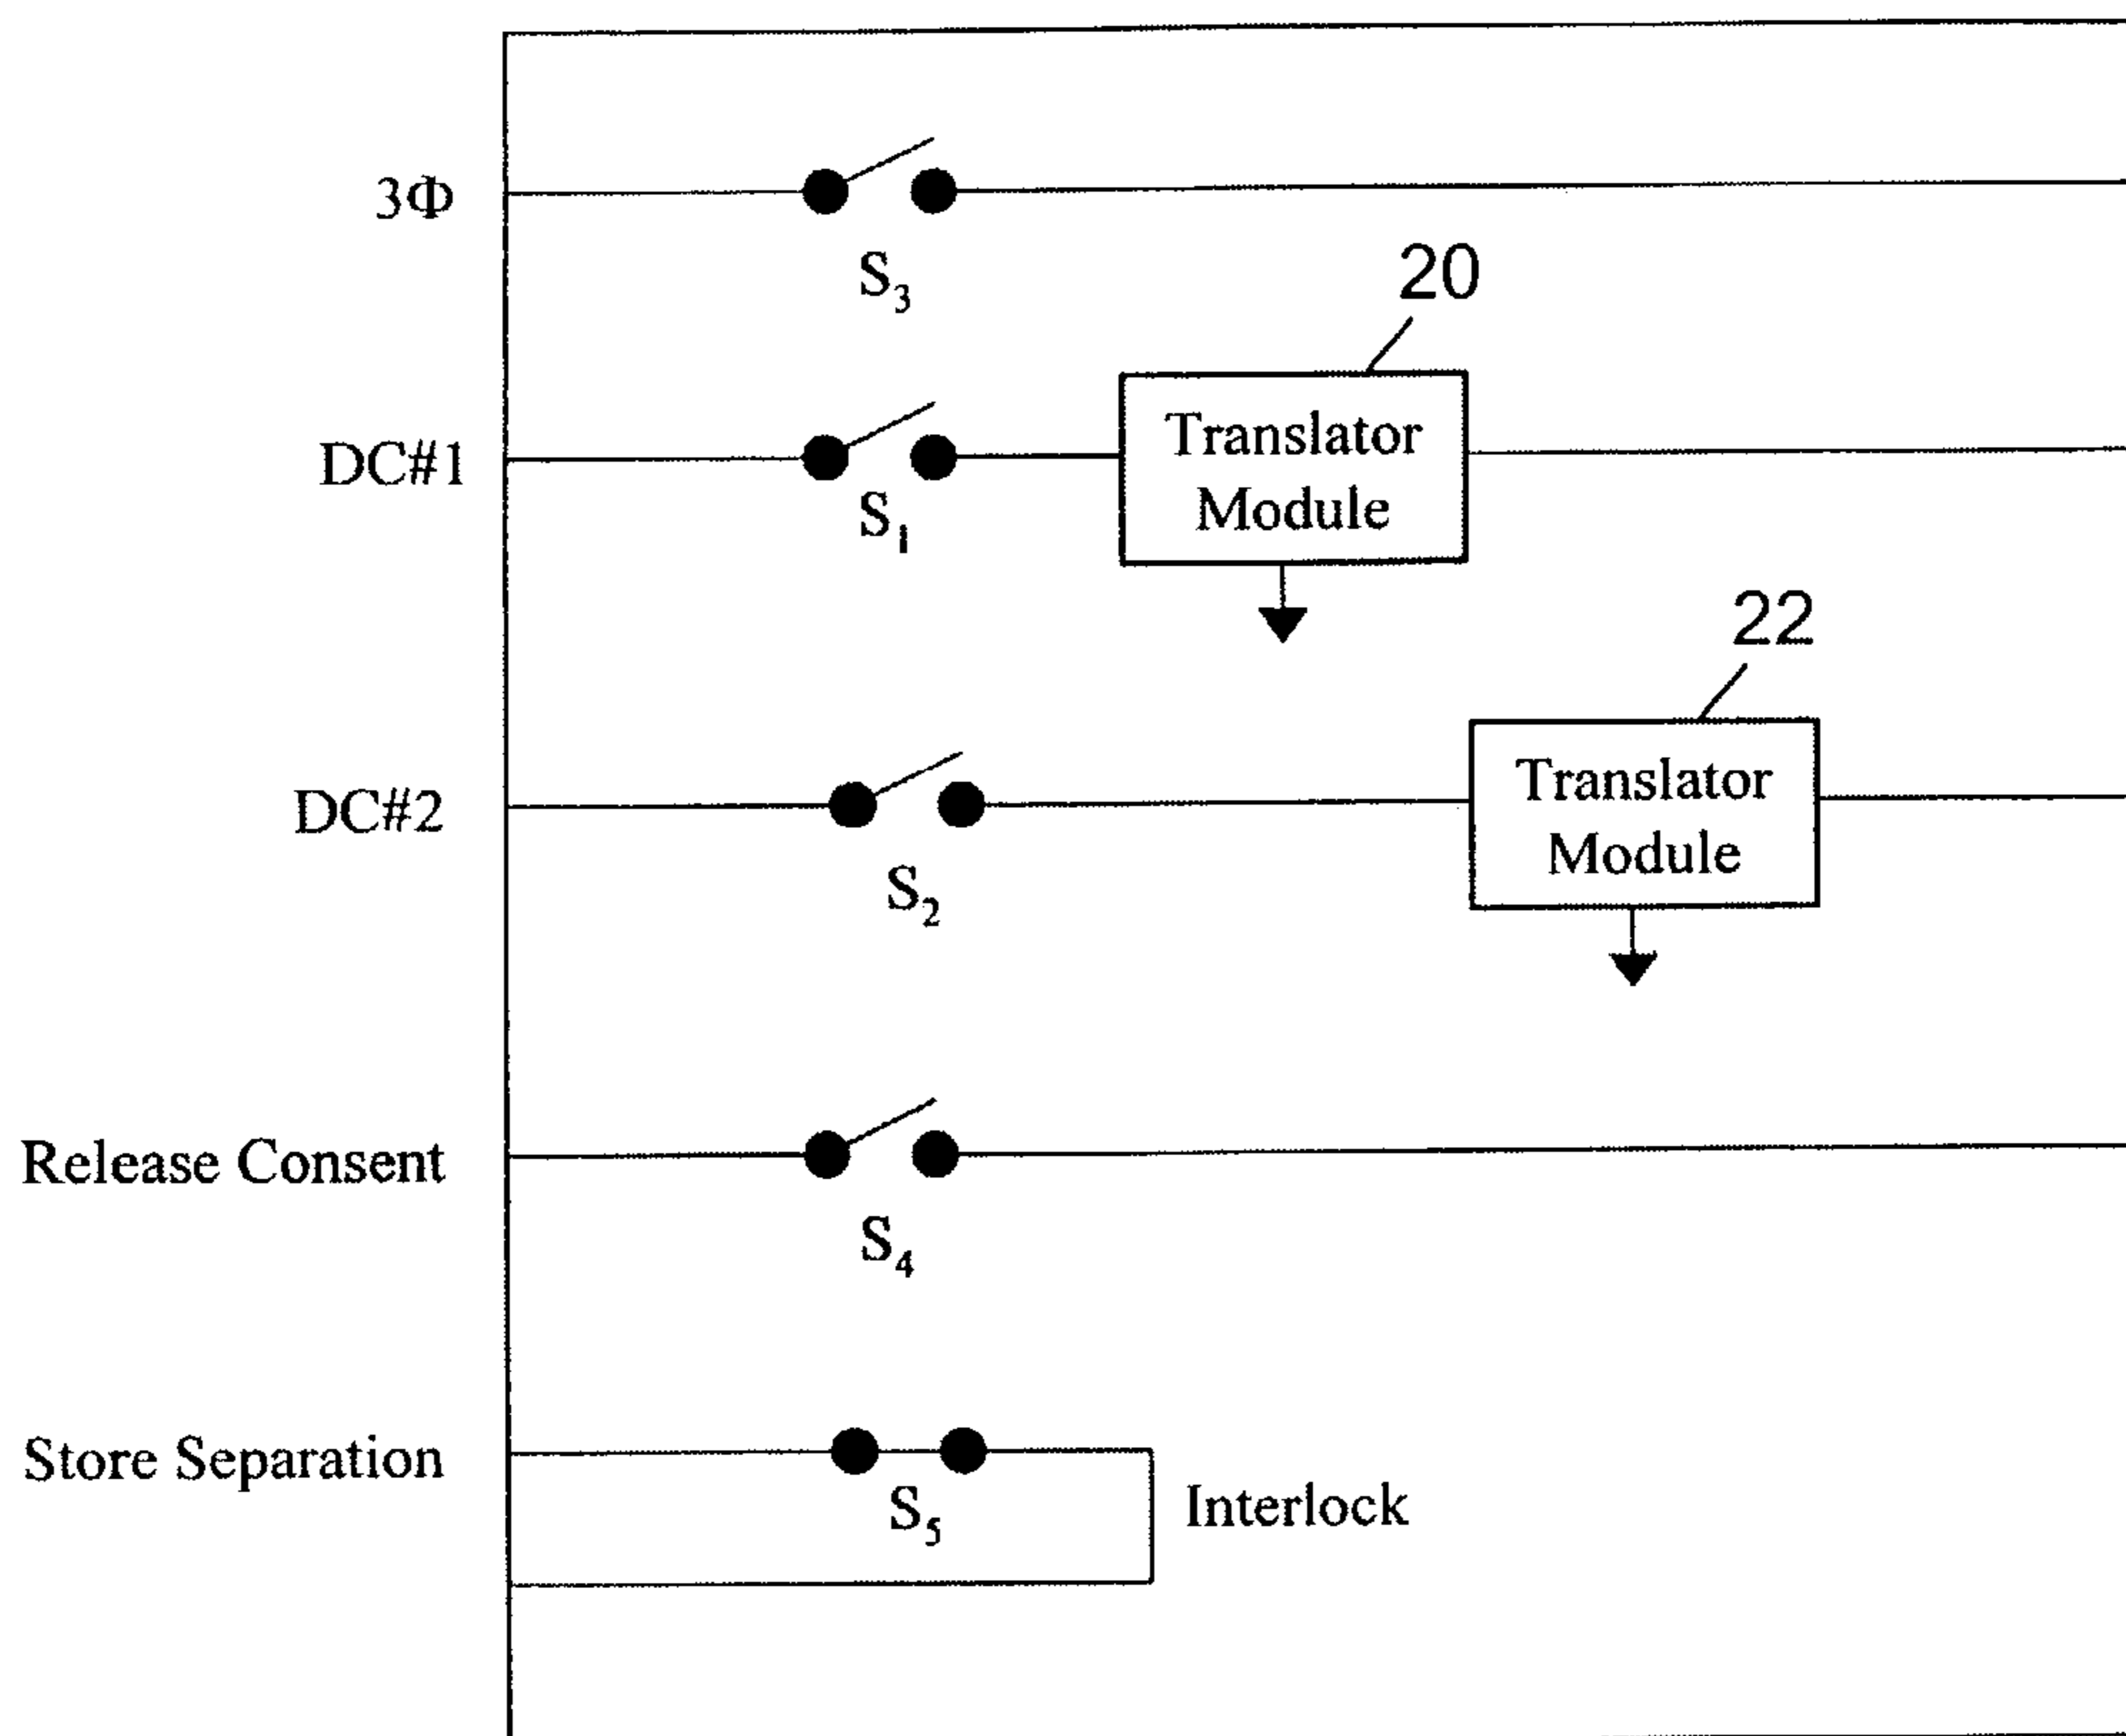 3Φ
S₃
20
DC#1
S₁
Translator
Module
22
DC#2
S₂
Translator
Module
Release Consent
S₄
Store Separation
S₅
Interlock